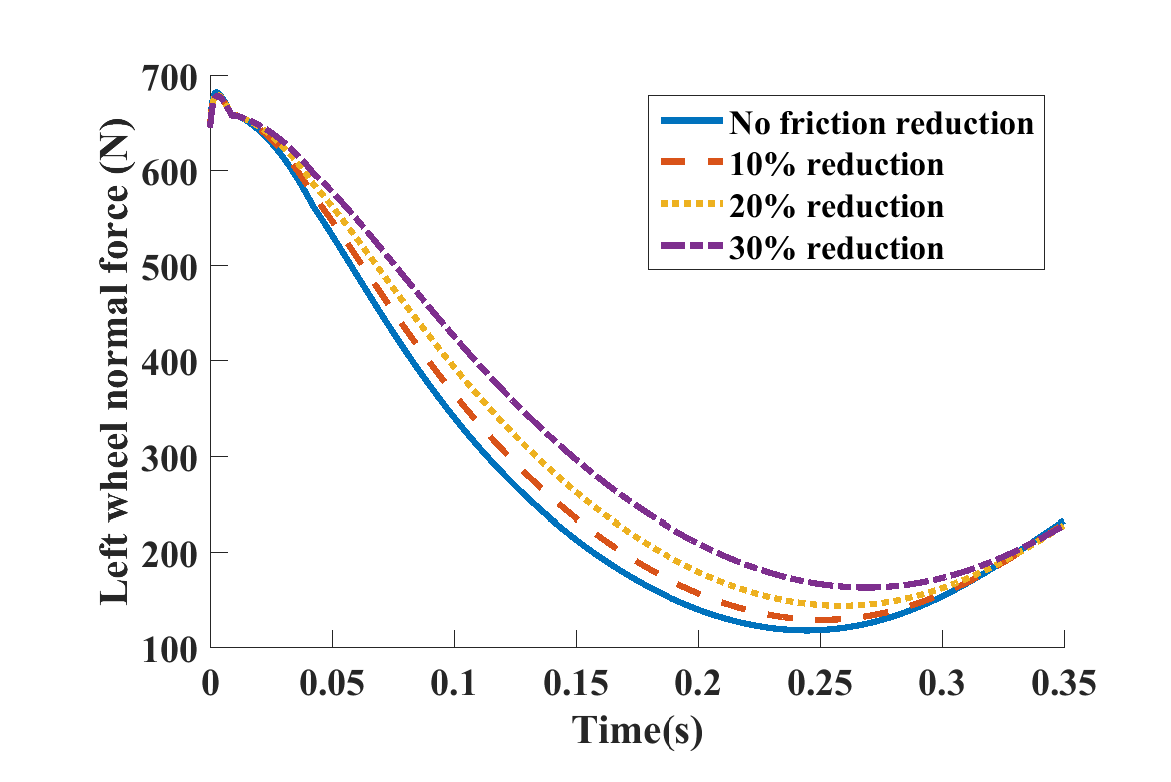 700
600
500
400
300
200
100
Left wheel normal force (N)
No friction reduction
10% reduction
20% reduction
30% reduction
0 0.05 0.1 0.15 0.2 0.25 0.3 0.35
Time(s)